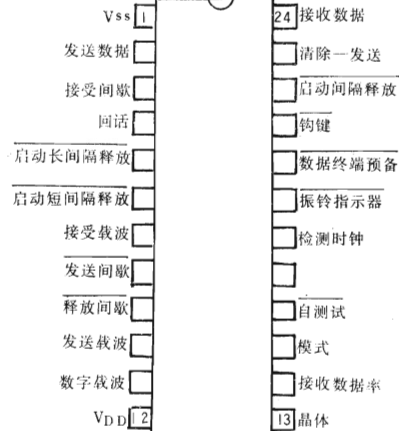 Vss 1 24 接收数据
发送数据 清除一发送
接受间歇 启动间隔释放
回话 钩键
启动长间隔释放 数据终端预备
启动短间隔释放 振铃指示器
接受载波 检测时钟
发送间歇
释放间歇 自测试
发送载波 模式
数字载波 接收数据率
VDD 12 13 晶体